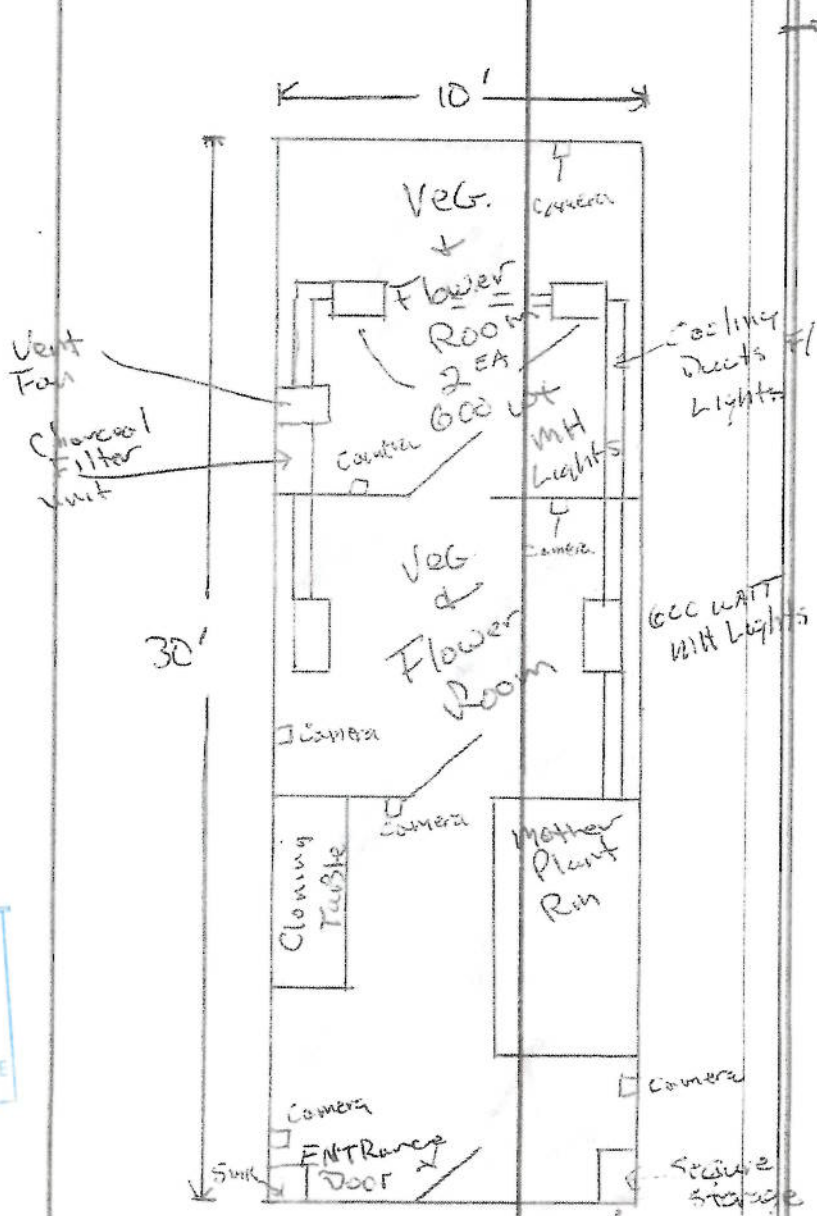 10'
Camera
Veg.
+
Flower
Room
2 EA
600 wt
MH
Lights
Vent
Fan
Charcoal
Filter
Unit
Cooling
Ducts
Lights
Camera
Camera
30'
Veg
&
Flower
Room
600 WATT
MH Lights
Camera
Camera
Cloning
Table
Mother
Plant
Rm
Camera
Camera
ENTRance
Door
Sink
Secure
Storage
E